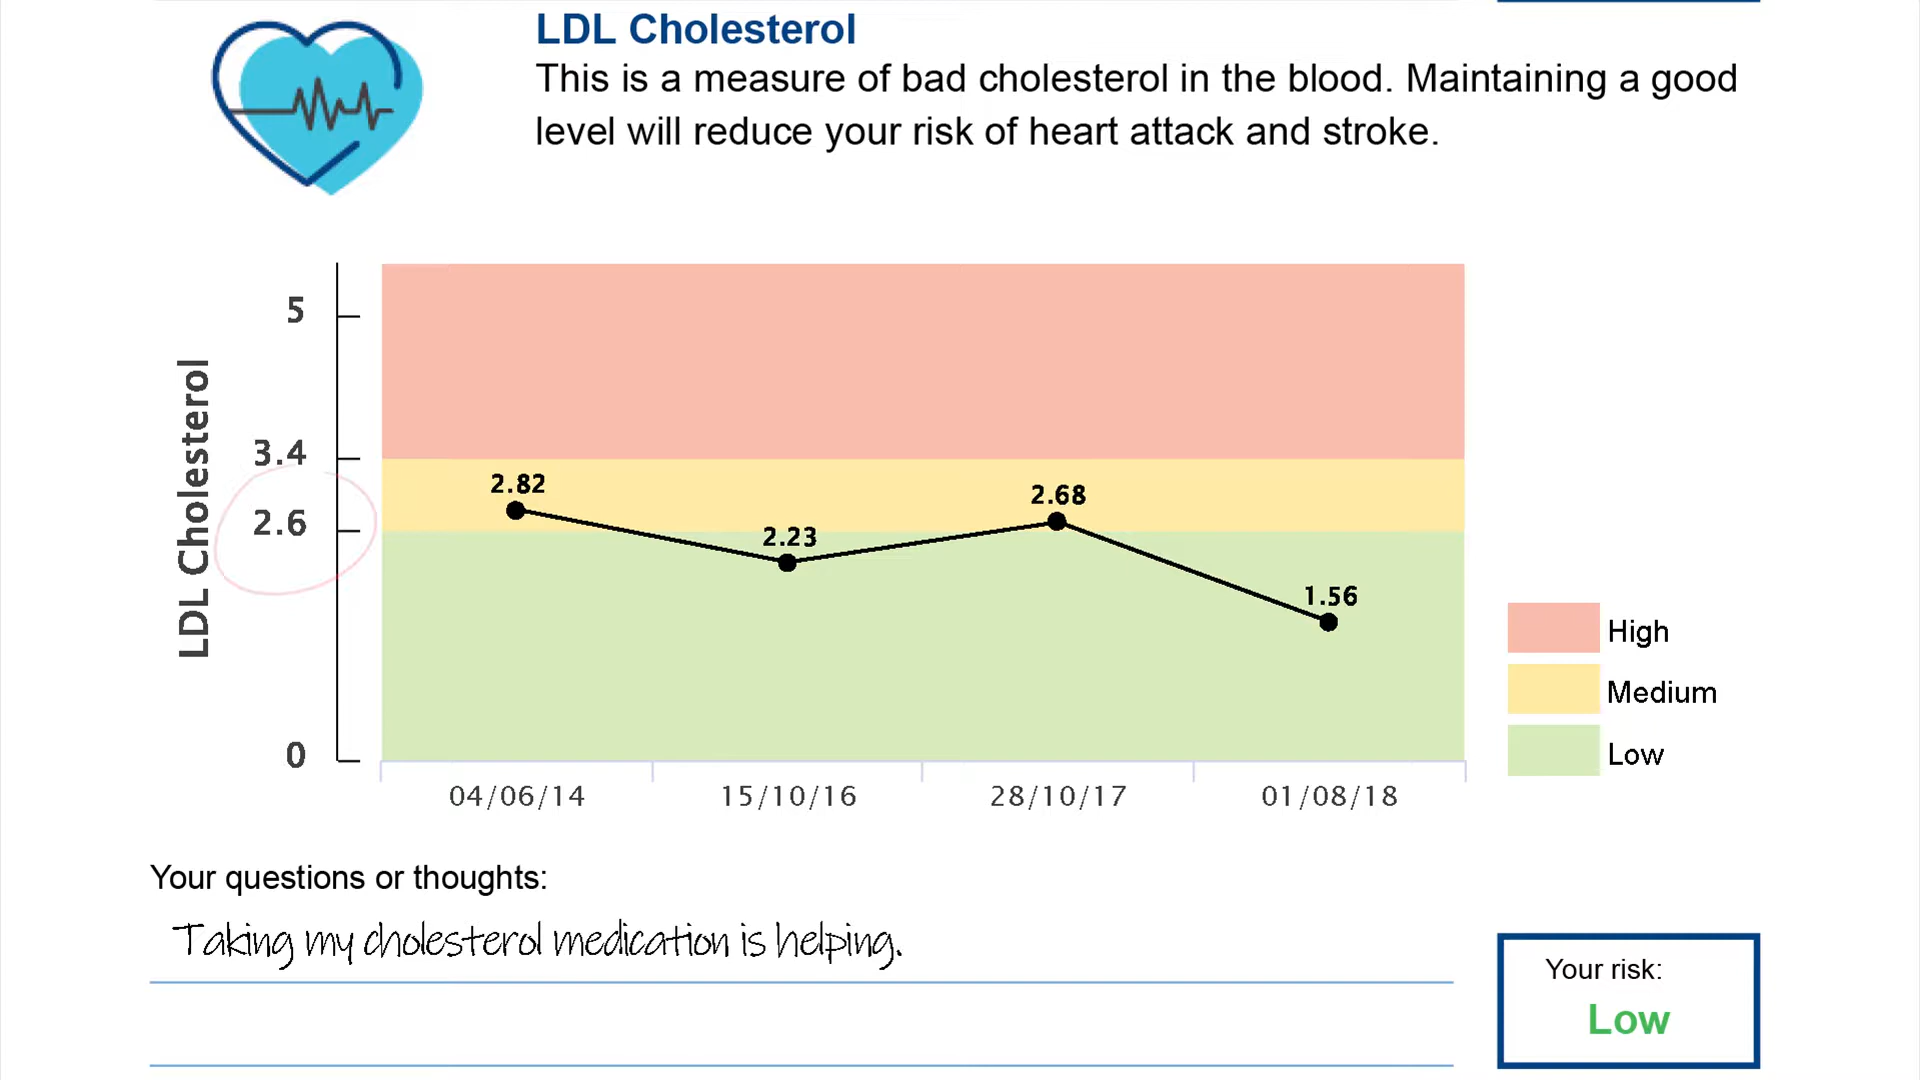 LDL Cholesterol
This is a measure of bad cholesterol in the blood. Maintaining a good
level will reduce your risk of heart attack and stroke.
LDL Cholesterol
5
3.4
2.6
0
2.82
2.23
2.68
1.56
04/06/14
15/10/16
28/10/17
01/08/18
High
Medium
Low
Your questions or thoughts:
Taking my cholesterol medication is helping.
Your risk:
Low